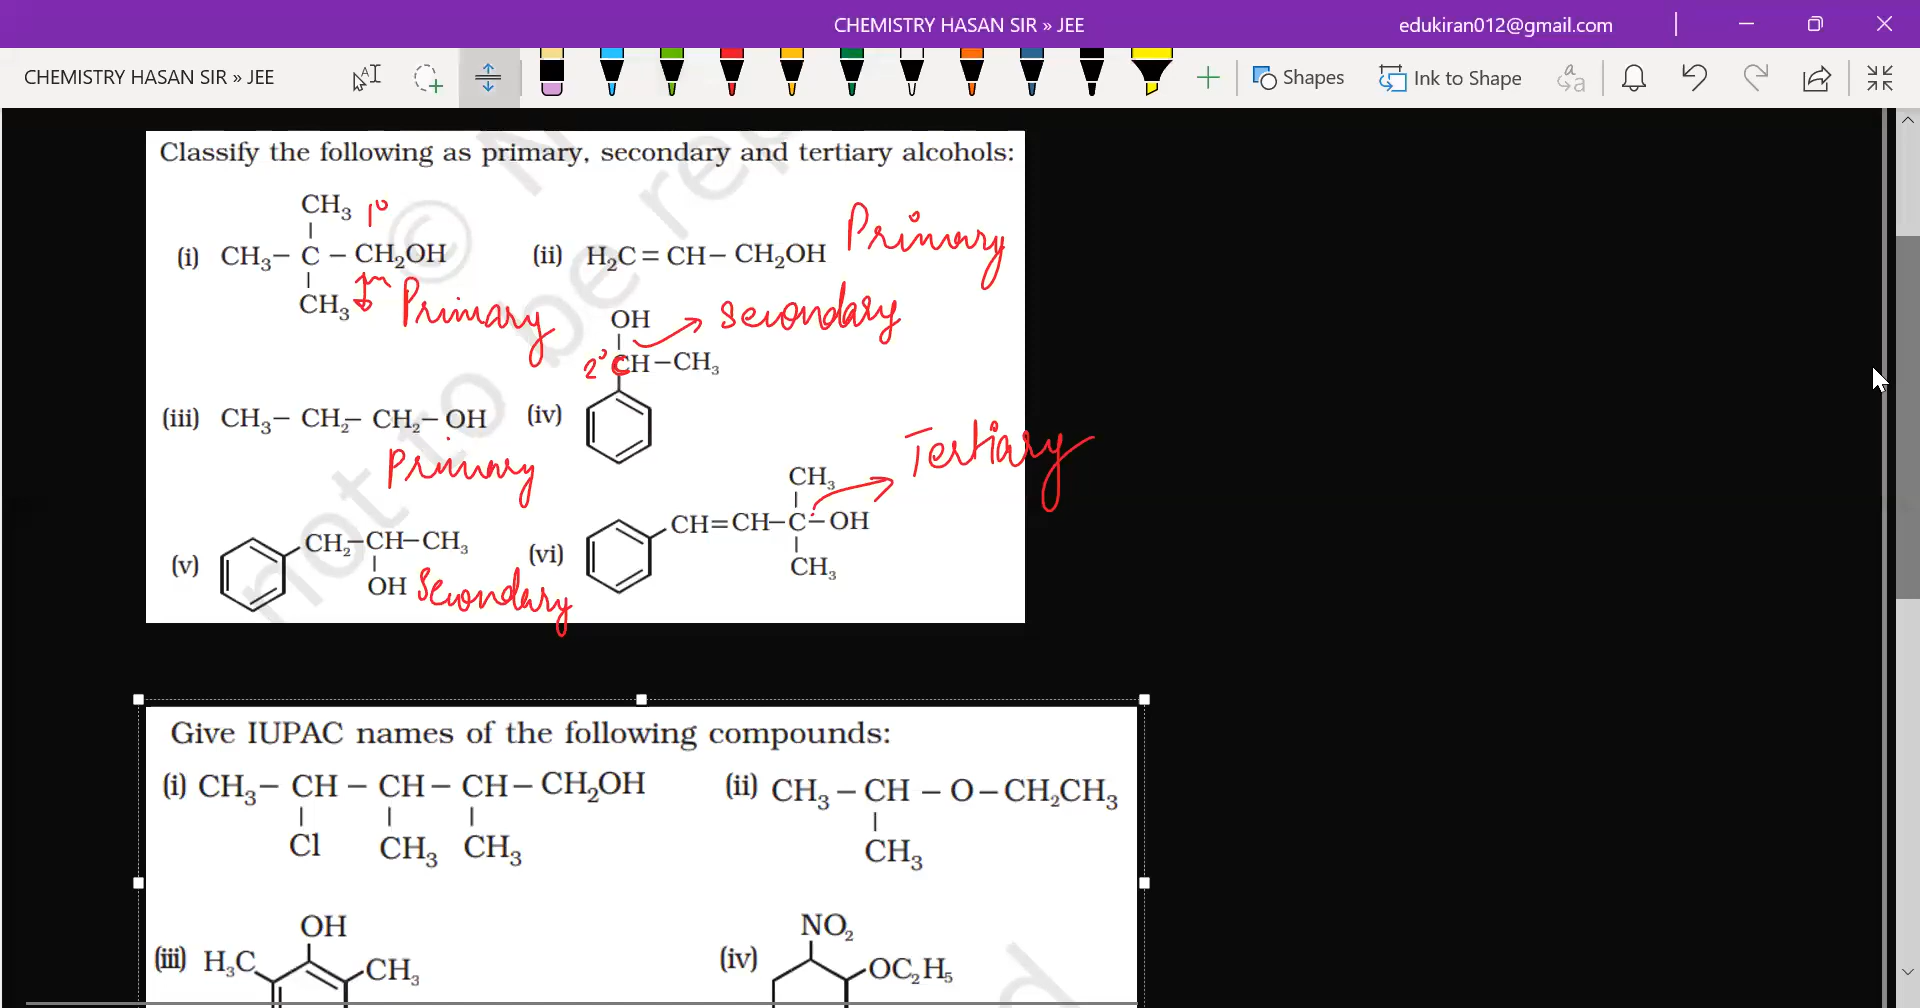 CHEMISTRY HASAN SIR » JEE
edukiran012@gmail.com
CHEMISTRY HASAN SIR » JEE
Shapes
Ink to Shape
Classify the following as primary, secondary and tertiary alcohols:
CH₃ 1°
(i) CH₃– C – CH₂OH
CH₃
Primary
(ii) H₂C=CH–CH₂OH
Primary
(iii) CH₃– CH₂– CH₂– OH
Primary
OH
secondary
(iv) 2° CH–CH₃
(v) CH₂–CH–CH₃
OH
Secondary
CH₃
Tertiary
(vi) CH=CH–C–OH
CH₃
Give IUPAC names of the following compounds:
(i) CH₃– CH – CH – CH – CH₂OH
Cl CH₃ CH₃
(ii) CH₃ – CH – O – CH₂CH₃
CH₃
OH
(iii) H₃C CH₃
NO₂
(iv) OC₂H₅